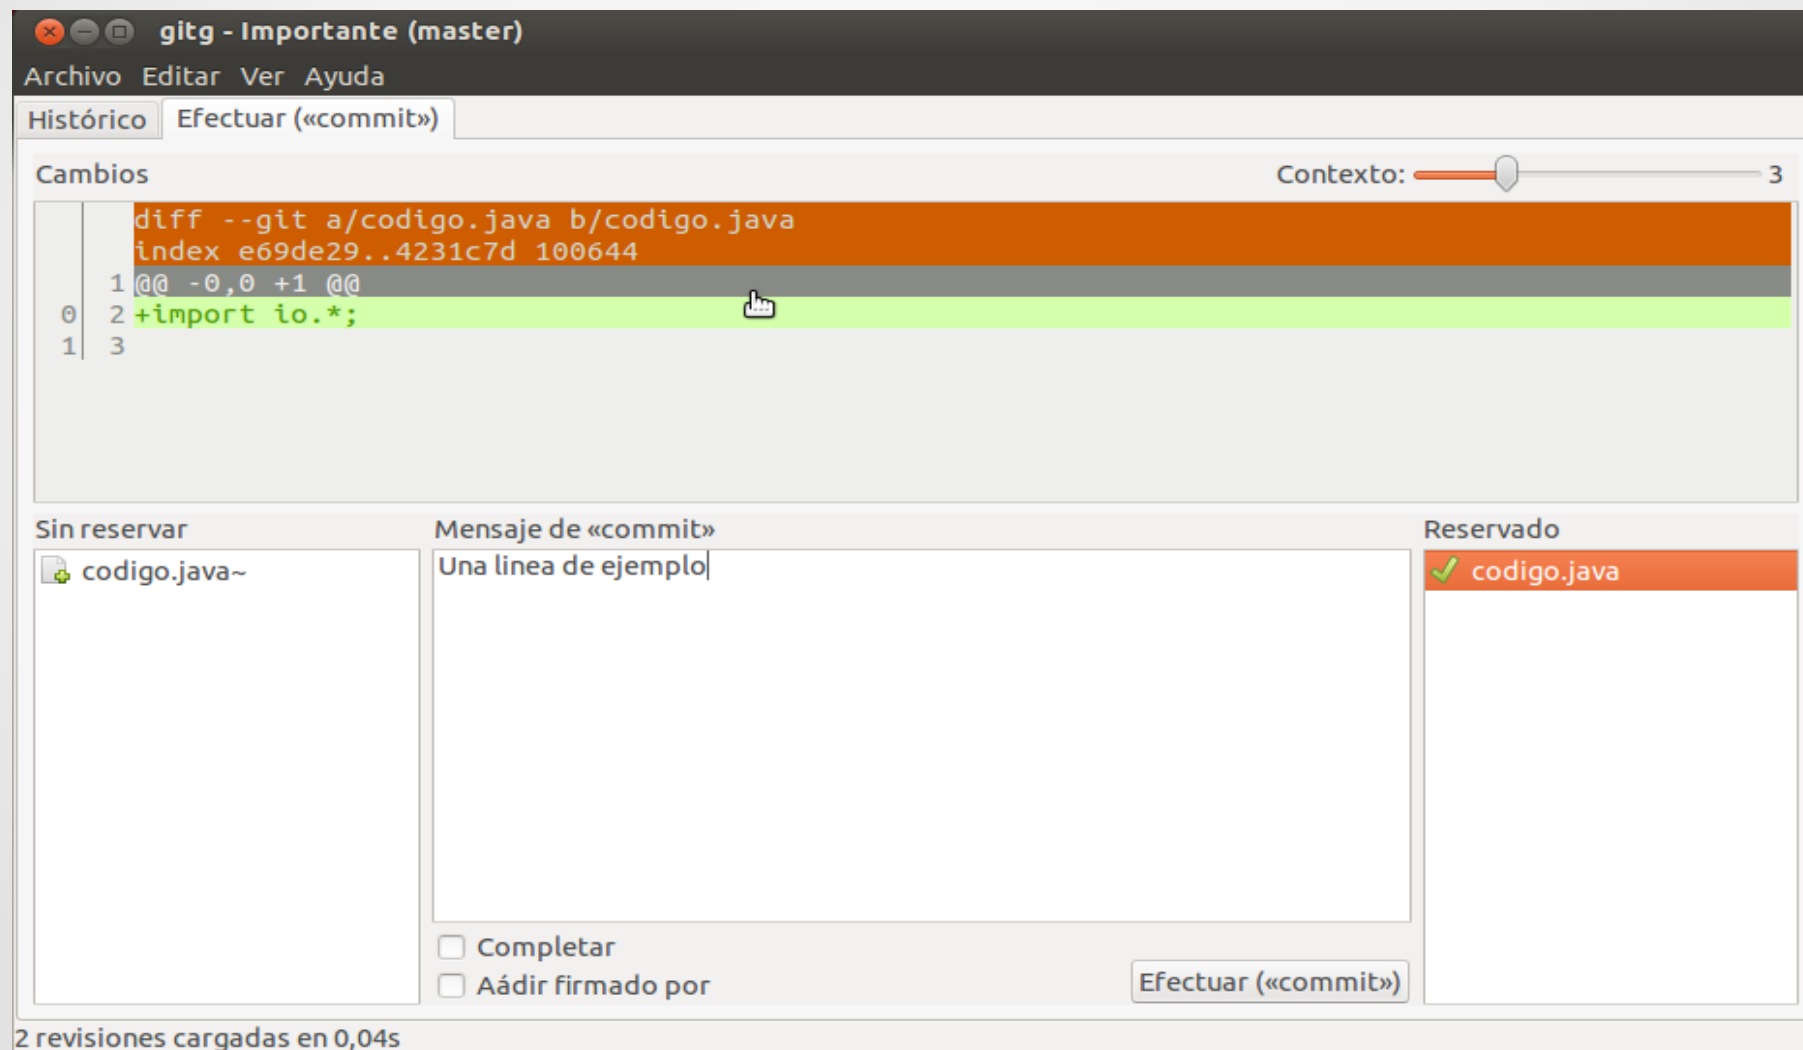 gitg - Importante (master)
Archivo Editar Ver Ayuda
Histórico Efectuar («commit»)
Cambios Contexto: 3
diff --git a/codigo.java b/codigo.java
index e69de29..4231c7d 100644
1 @@ -0,0 +1 @@
0 2 +import io.*;
1 3
Sin reservar Mensaje de «commit» Reservado
codigo.java~ Una linea de ejemplo codigo.java
Completar
Aádir firmado por Efectuar («commit»)
2 revisiones cargadas en 0,04s